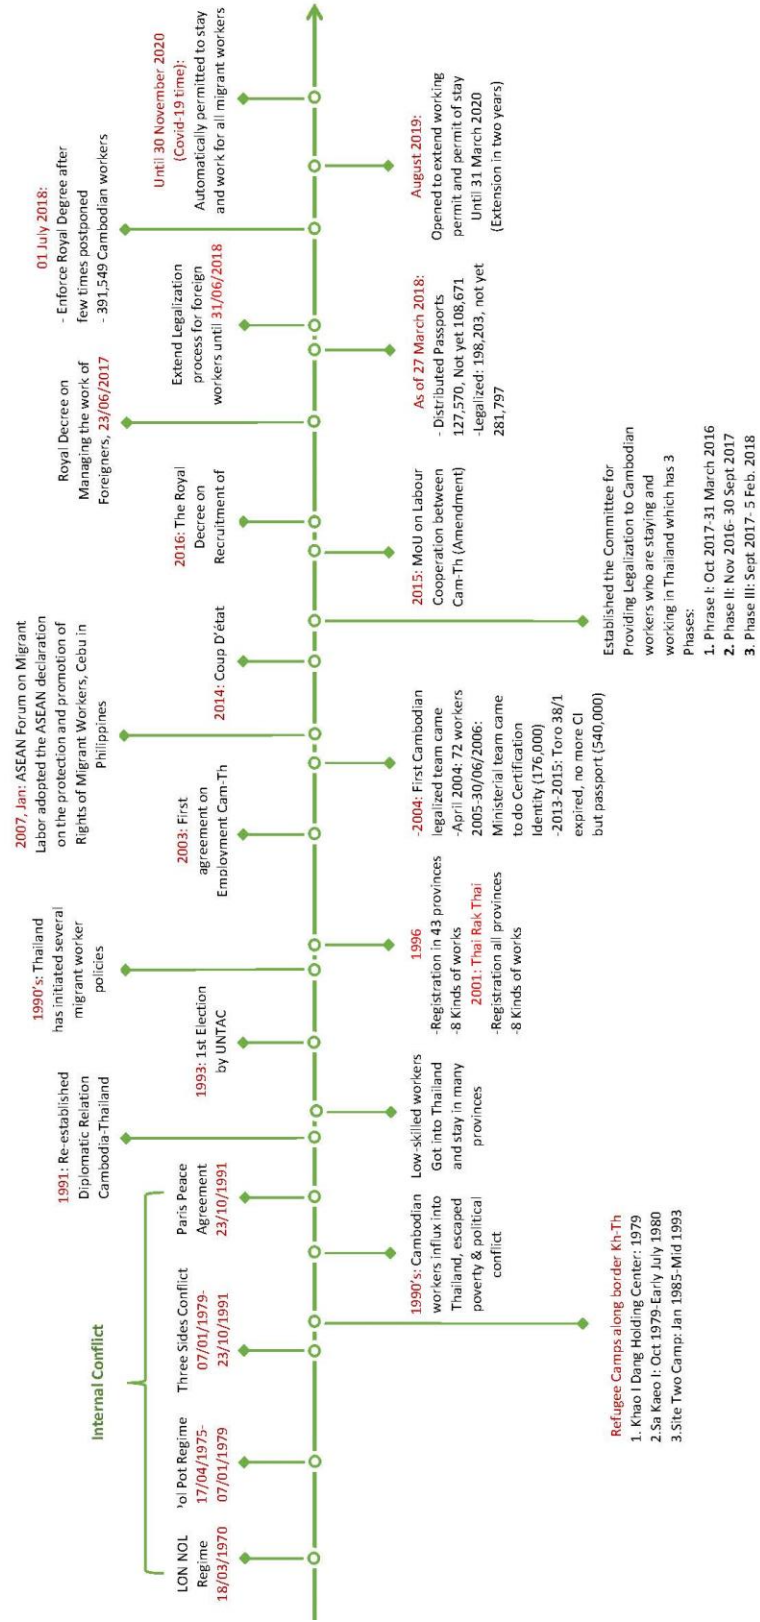 Internal Conflict
LON NOL
Regime
18/03/1970
'ol Pot Regime
17/04/1975-
07/01/1979
Three Sides Conflict
07/01/1979-
23/10/1991
Paris Peace
Agreement
23/10/1991
Refugee Camps along border Kh-Th
1. Khao I Dang Holding Center: 1979
2.Sa Kaeo I: Oct 1979-Early July 1980
3.Site Two Camp: Jan 1985-Mid 1993
1990's: Cambodian
workers influx into
Thailand, escaped
poverty & political
conflict
1991: Re-established
Diplomatic Relation
Cambodia-Thailand
Low-skilled workers
Got into Thailand
and stay in many
provinces
1993: 1st Election
by UNTAC
1990's: Thailand
has initiated several
migrant worker
policies
1996
-Registration in 43 provinces
-8 Kinds of works
2001: Thai Rak Thai
-Registration all provinces
-8 Kinds of works
2003: First
agreement on
Employment Cam-Th
-2004: First Cambodian
legalized team came
-April 2004: 72 workers
2005-30/06/2006:
Ministerial team came
to do Certification
Identity (176,000)
-2013-2015: Toro 38/1
expired, no more CI
but passport (540,000)
2007, Jan: ASEAN Forum on Migrant
Labor adopted the ASEAN declaration
on the protection and promotion of
Rights of Migrant Workers, Cebu in
Philippines
2014: Coup D'état
Established the Committee for
Providing Legalization to Cambodian
workers who are staying and
working in Thailand which has 3
Phases:
1. Phrase I: Oct 2017-31 March 2016
2. Phase II: Nov 2016- 30 Sept 2017
3. Phase III: Sept 2017- 5 Feb. 2018
2015: MoU on Labour
Cooperation between
Cam-Th (Amendment)
2016: The Royal
Decree on
Recruitment of
Royal Decree on
Managing the work of
Foreigners, 23/06/2017
As of 27 March 2018:
- Distributed Passports
127,570, Not yet 108,671
-Legalized: 198,203, not yet
281,797
Extend Legalization
process for foreign
workers until 31/06/2018
01 July 2018:
- Enforce Royal Degree after
few times postponed
- 391,549 Cambodian workers
August 2019:
Opened to extend working
permit and permit of stay
Until 31 March 2020
(Extension in two years)
Until 30 November 2020
(Covid-19 time):
Automatically permitted to stay
and work for all migrant workers